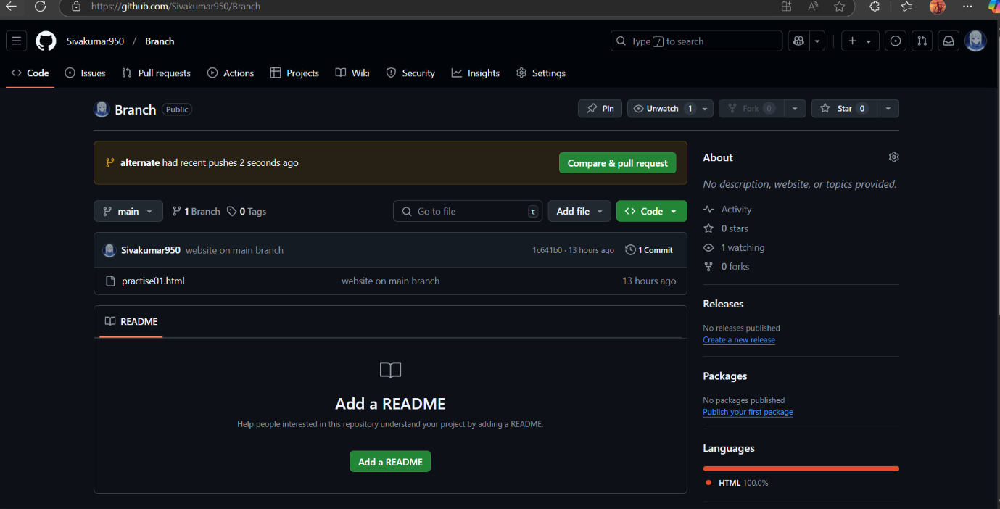 https://github.com/Sivakumar950/Branch
Sivakumar950 / Branch
Type / to search
Code Issues Pull requests Actions Projects Wiki Security Insights Settings
Branch Public
Pin Unwatch 1 Fork 0 Star 0
alternate had recent pushes 2 seconds ago
Compare & pull request
main 1 Branch 0 Tags
Go to file t
Add file
Code
Sivakumar950 website on main branch 1c641b0 · 13 hours ago 1 Commit
practise01.html website on main branch 13 hours ago
README
Add a README
Help people interested in this repository understand your project by adding a README.
Add a README
About
No description, website, or topics provided.
Activity
0 stars
1 watching
0 forks
Releases
No releases published
Create a new release
Packages
No packages published
Publish your first package
Languages
HTML 100.0%